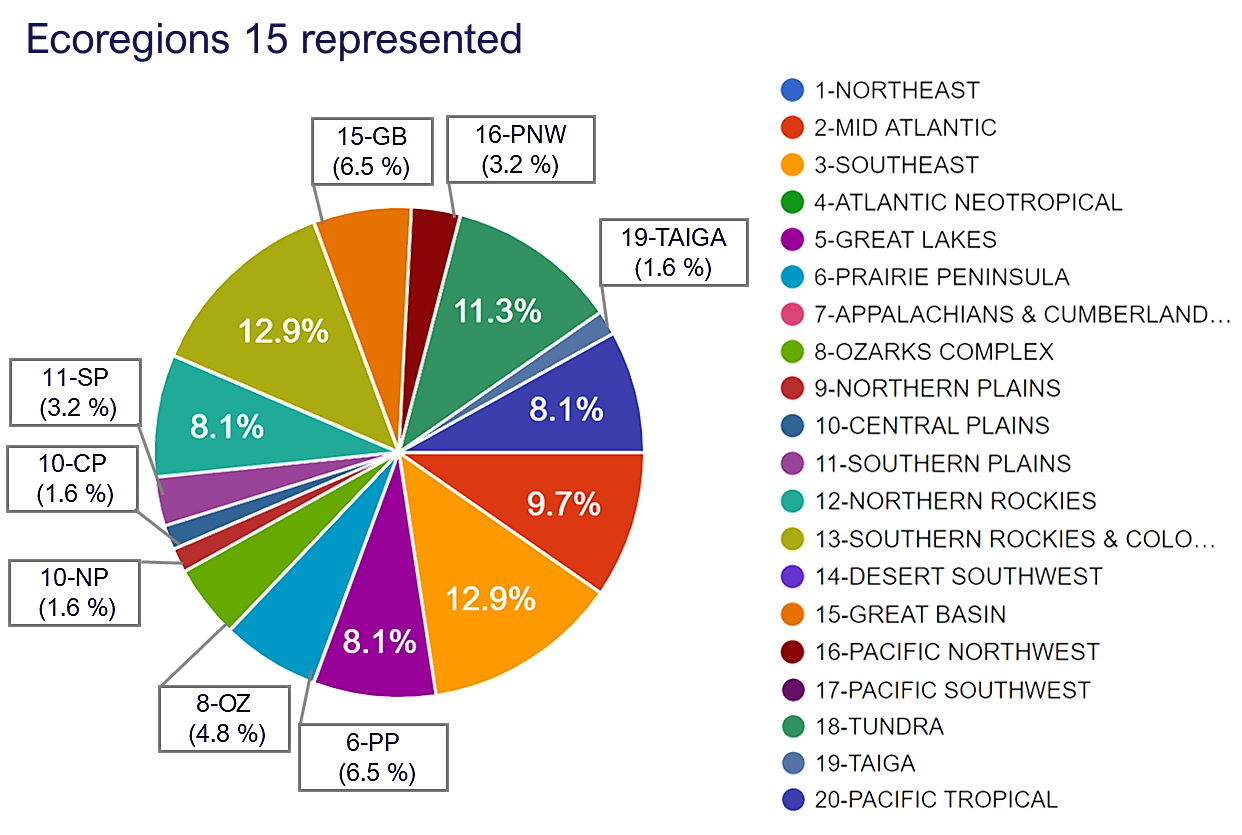 Ecoregions 15 represented
15-GB
(6.5 %)
16-PNW
(3.2 %)
19-TAIGA
(1.6 %)
11.3%
12.9%
11-SP
(3.2 %)
8.1%
8.1%
10-CP
(1.6 %)
9.7%
10-NP
(1.6 %)
12.9%
8.1%
8-OZ
(4.8 %)
6-PP
(6.5 %)
1-NORTHEAST
2-MID ATLANTIC
3-SOUTHEAST
4-ATLANTIC NEOTROPICAL
5-GREAT LAKES
6-PRAIRIE PENINSULA
7-APPALACHIANS & CUMBERLAND…
8-OZARKS COMPLEX
9-NORTHERN PLAINS
10-CENTRAL PLAINS
11-SOUTHERN PLAINS
12-NORTHERN ROCKIES
13-SOUTHERN ROCKIES & COLO…
14-DESERT SOUTHWEST
15-GREAT BASIN
16-PACIFIC NORTHWEST
17-PACIFIC SOUTHWEST
18-TUNDRA
19-TAIGA
20-PACIFIC TROPICAL